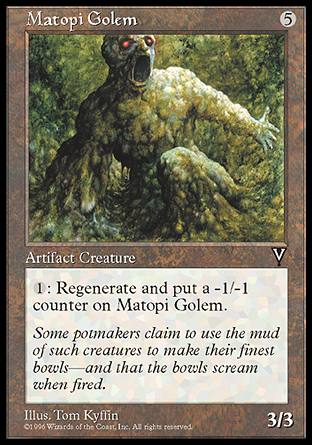 Matopi Golem 5
Artifact Creature V
1: Regenerate and put a -1/-1
counter on Matopi Golem.
Some potmakers claim to use the mud
of such creatures to make their finest
bowls—and that the bowls scream
when fired.
Illus. Tom Kyffin
©1996 Wizards of the Coast, Inc. All rights reserved.
3/3